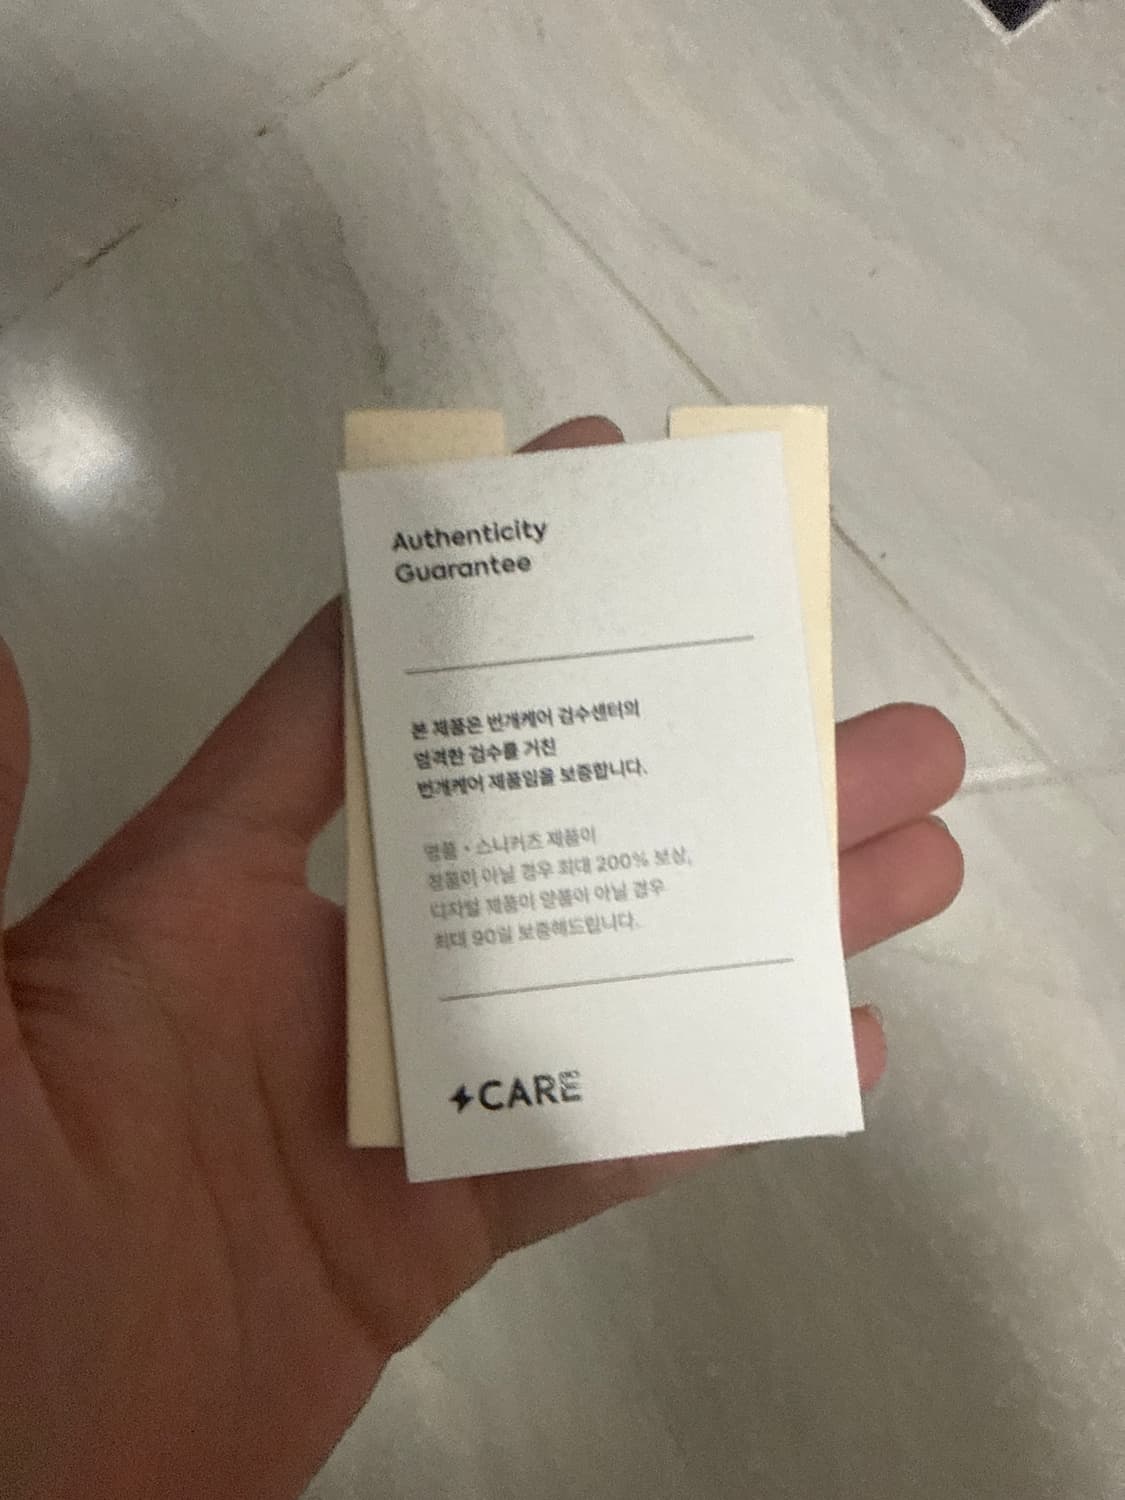 Authenticity
Guarantee
본 제품은 번개케어 검수센터의
엄격한 검수를 거친
번개케어 제품임을 보증합니다.
명품・스니커즈 제품이
정품이 아닐 경우 최대 200% 보상,
디지털 제품이 양품이 아닐 경우
최대 90일 보증해드립니다.
CARE